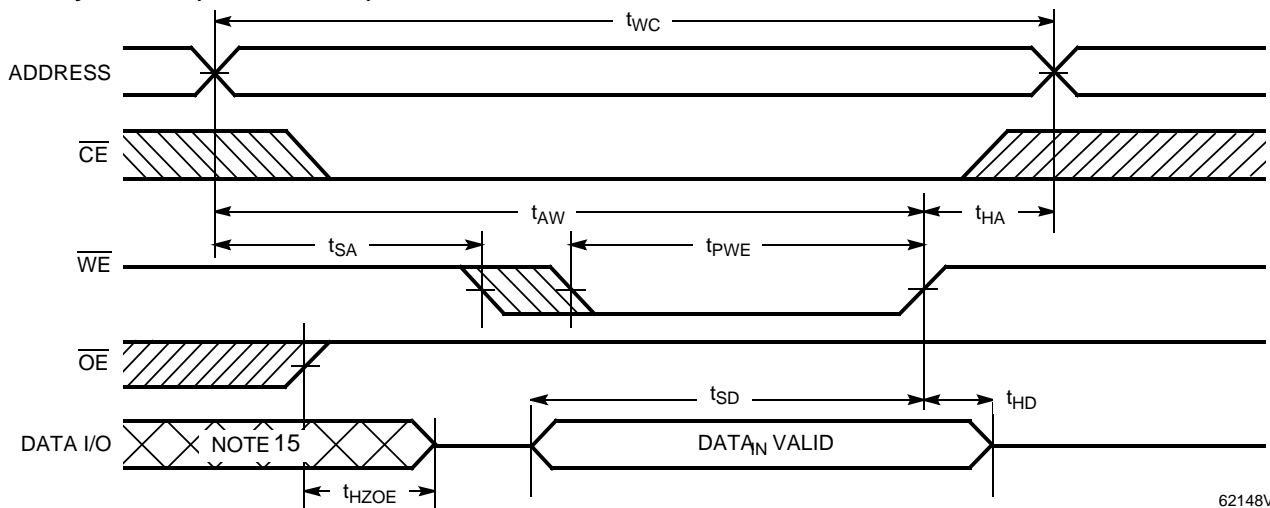 tWC
ADDRESS
CE
tAW
tHA
tSA
tPWE
WE
OE
tSD
tHD
DATA I/O
NOTE 15
DATAIN VALID
tHZOE
62148V